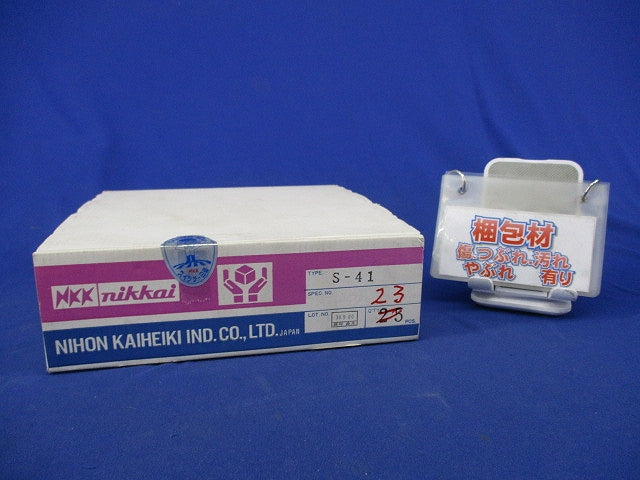 NKK nikkai
NIHON KAIHEIKI IND. CO., LTD. JAPAN
TYPE S-41
SPEC. NO.
23
LOT NO.
Q'TY 25 PCS.
梱包材
傷・つぶれ・汚れ
やぶれ 有り